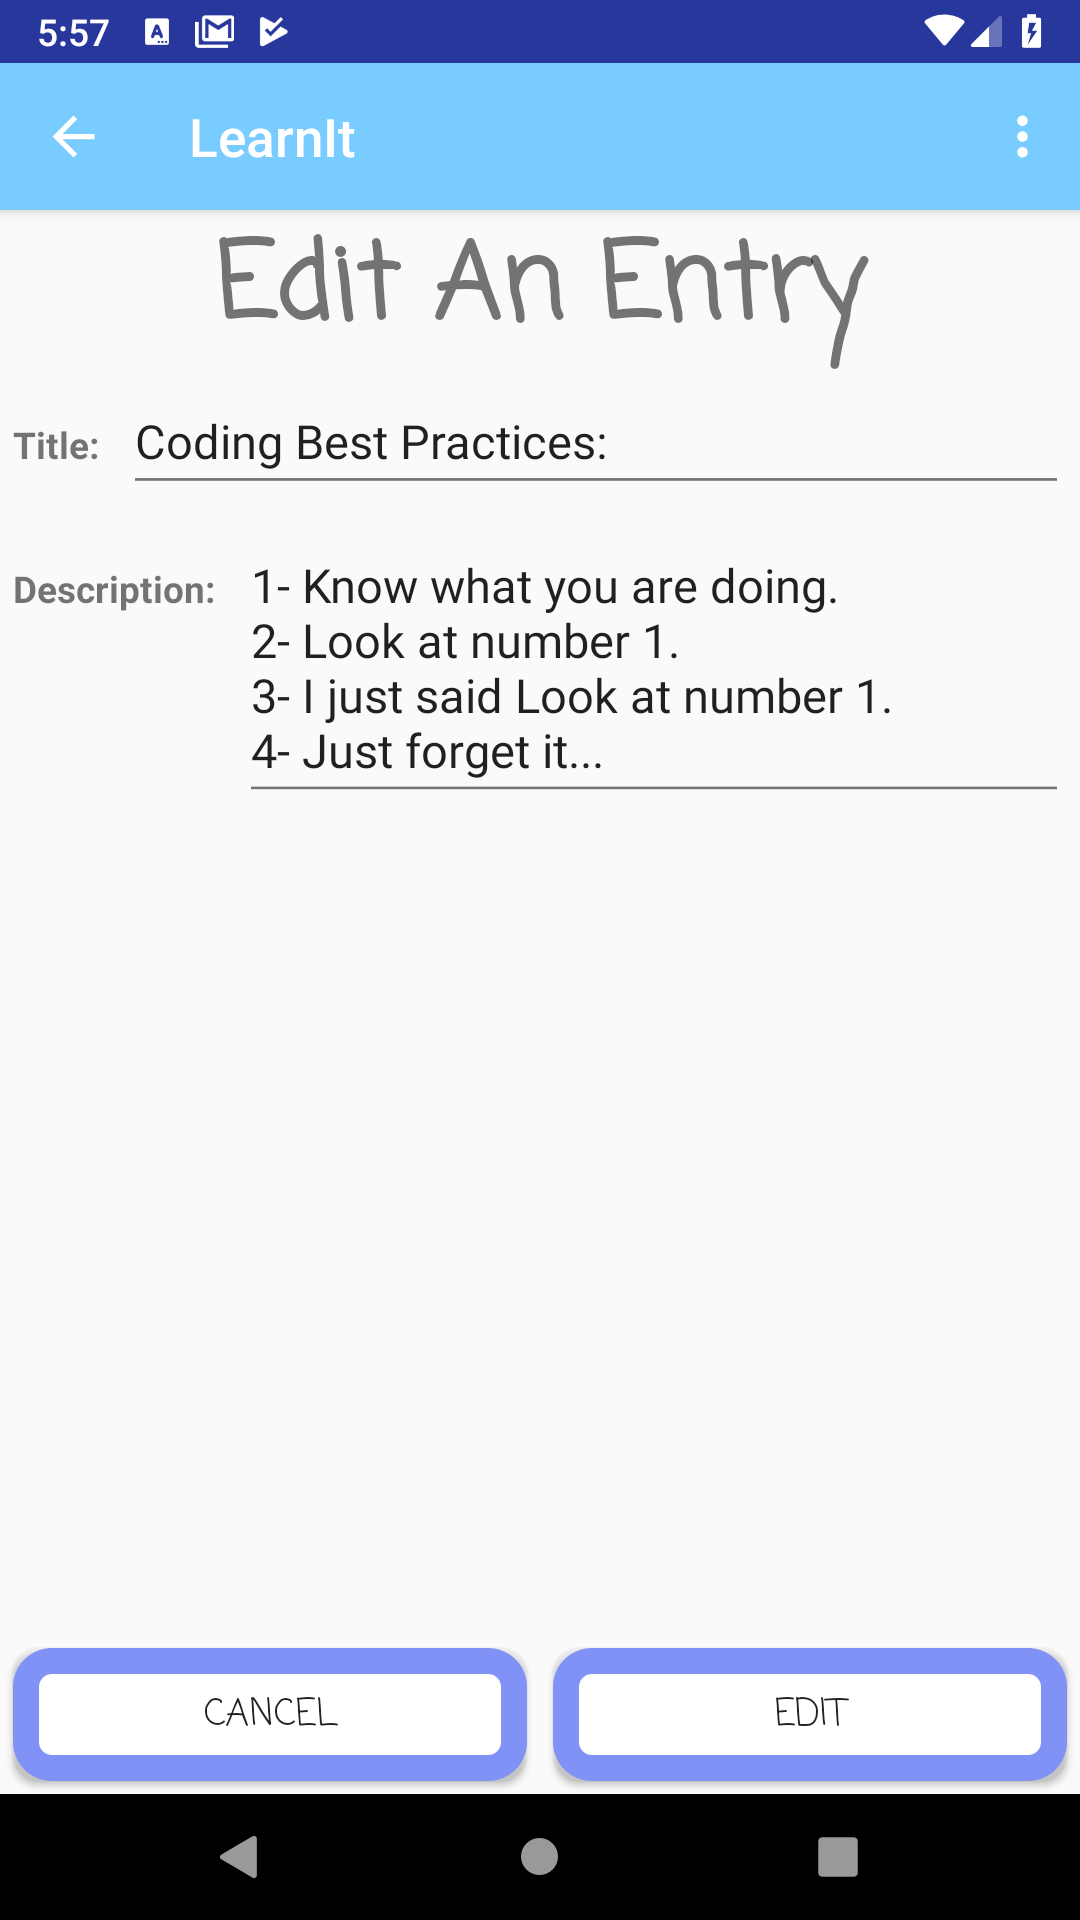 5:57
LearnIt
Edit An Entry
Title: Coding Best Practices:
Description: 1- Know what you are doing.
2- Look at number 1.
3- I just said Look at number 1.
4- Just forget it...
CANCEL EDIT